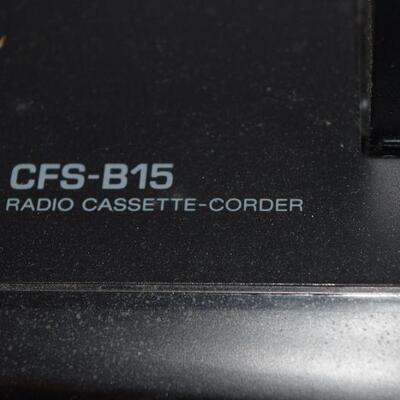 CFS-B15
RADIO CASSETTE-CORDER